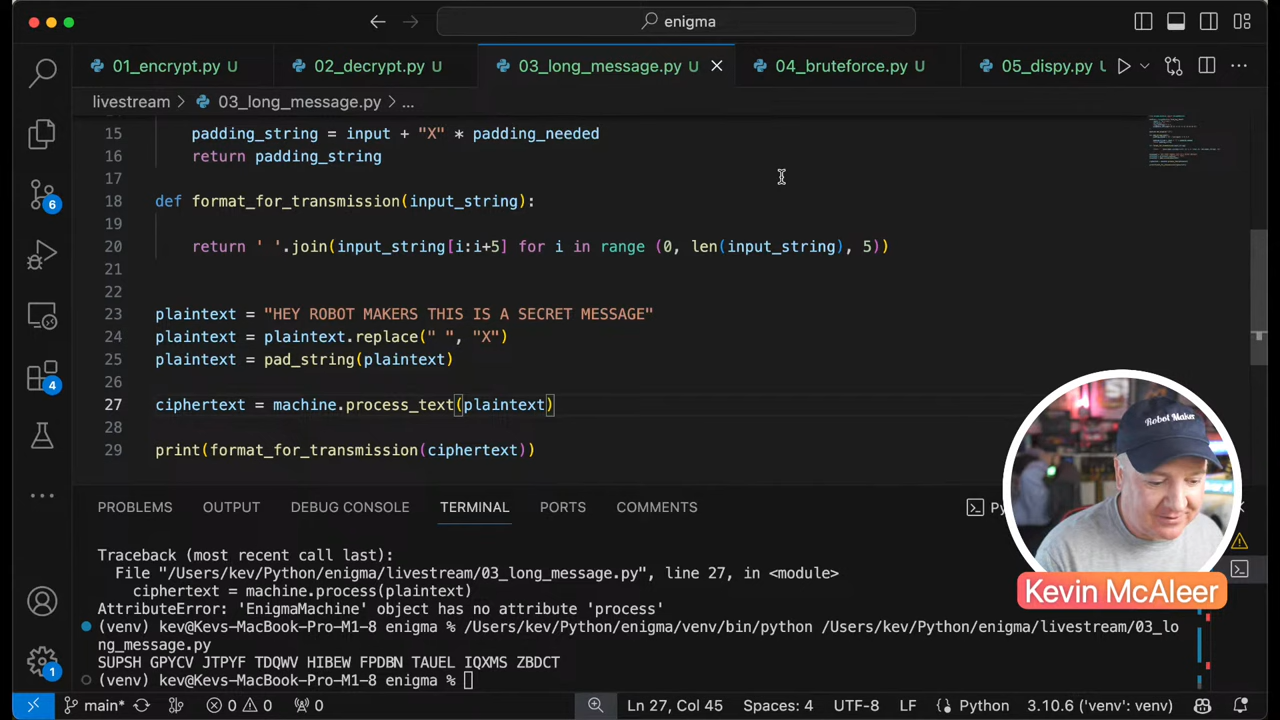 enigma
01_encrypt.py U
02_decrypt.py U
03_long_message.py U
04_bruteforce.py U
05_dispy.py
livestream > 03_long_message.py > ...
15 padding_string = input + "X" * padding_needed
16 return padding_string
17
18 def format_for_transmission(input_string):
19
20 return ' '.join(input_string[i:i+5] for i in range (0, len(input_string), 5))
21
22
23 plaintext = "HEY ROBOT MAKERS THIS IS A SECRET MESSAGE"
24 plaintext = plaintext.replace(" ", "X")
25 plaintext = pad_string(plaintext)
26
27 ciphertext = machine.process_text(plaintext)
28
29 print(format_for_transmission(ciphertext))
6
4
1
PROBLEMS OUTPUT DEBUG CONSOLE TERMINAL PORTS COMMENTS
Traceback (most recent call last):
File "/Users/kev/Python/enigma/livestream/03_long_message.py", line 27, in <module>
ciphertext = machine.process(plaintext)
AttributeError: 'EnigmaMachine' object has no attribute 'process'
(venv) kev@Kevs-MacBook-Pro-M1-8 enigma % /Users/kev/Python/enigma/venv/bin/python /Users/kev/Python/enigma/livestream/03_lo
ng_message.py
SUPSH GPYCV JTPYF TDQWV HIBEW FPDBN TAUEL IQXMS ZBDCT
(venv) kev@Kevs-MacBook-Pro-M1-8 enigma %
Robot Maker
Kevin McAleer
main* 0 0 0 Ln 27, Col 45 Spaces: 4 UTF-8 LF Python 3.10.6 ('venv': venv)